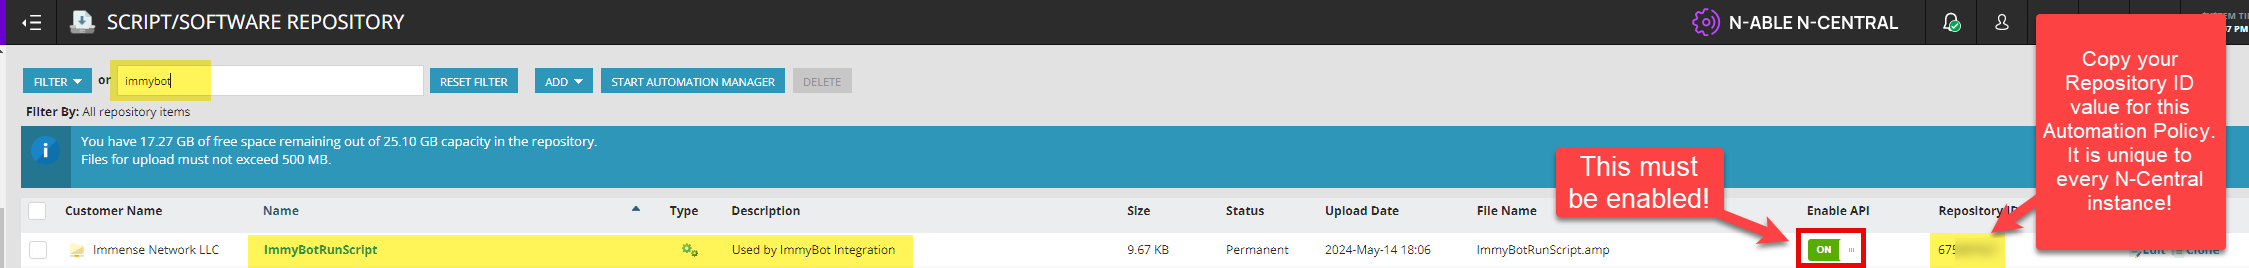 SCRIPT/SOFTWARE REPOSITORY
N-ABLE N-CENTRAL
7 PM
FILTER or immybot RESET FILTER ADD START AUTOMATION MANAGER DELETE
Filter By: All repository items
You have 17.27 GB of free space remaining out of 25.10 GB capacity in the repository.
Files for upload must not exceed 500 MB.
This must
be enabled!
Copy your
Repository ID
value for this
Automation Policy.
It is unique to
every N-Central
instance!
Customer Name Name Type Description Size Status Upload Date File Name Enable API Repository
Immense Network LLC ImmyBotRunScript Used by ImmyBot Integration 9.67 KB Permanent 2024-May-14 18:06 ImmyBotRunScript.amp ON 675 Edit Clone